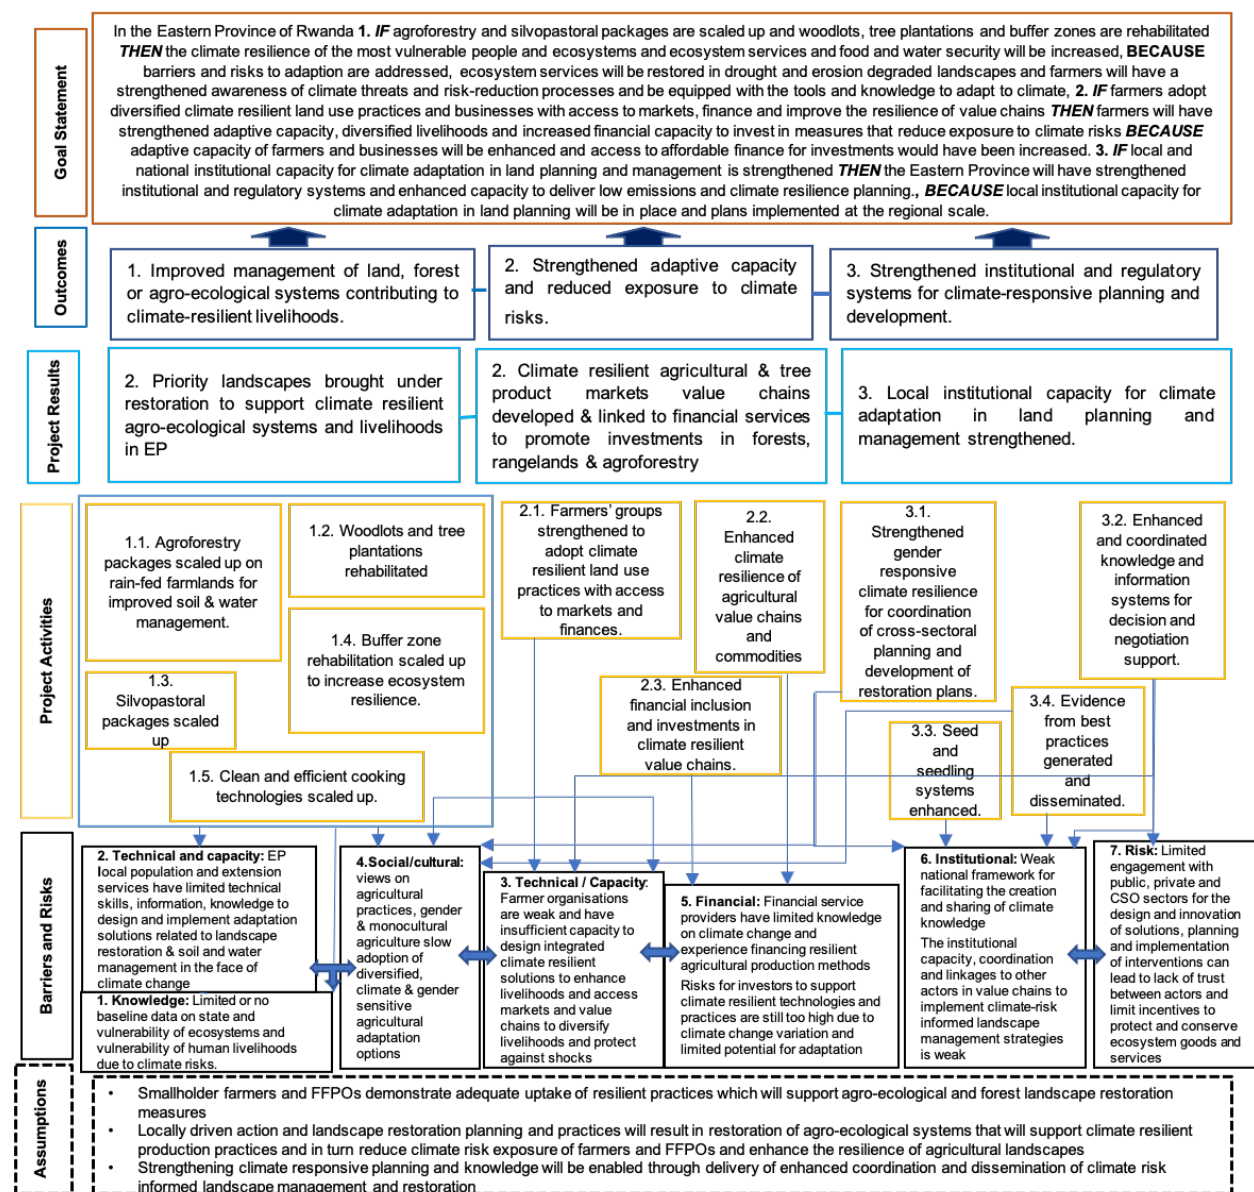 Goal Statement
In the Eastern Province of Rwanda 1. IF agroforestry and silvopastoral packages are scaled up and woodlots, tree plantations and buffer zones are rehabilitated
THEN the climate resilience of the most vulnerable people and ecosystems and ecosystem services and food and water security will be increased, BECAUSE
barriers and risks to adaption are addressed, ecosystem services will be restored in drought and erosion degraded landscapes and farmers will have a
strengthened awareness of climate threats and risk-reduction processes and be equipped with the tools and knowledge to adapt to climate, 2. IF farmers adopt
diversified climate resilient land use practices and businesses with access to markets, finance and improve the resilience of value chains THEN farmers will have
strengthened adaptive capacity, diversified livelihoods and increased financial capacity to invest in measures that reduce exposure to climate risks BECAUSE
adaptive capacity of farmers and businesses will be enhanced and access to affordable finance for investments would have been increased. 3. IF local and
national institutional capacity for climate adaptation in land planning and management is strengthened THEN the Eastern Province will have strengthened
institutional and regulatory systems and enhanced capacity to deliver low emissions and climate resilience planning., BECAUSE local institutional capacity for
climate adaptation in land planning will be in place and plans implemented at the regional scale.
Outcomes
1. Improved management of land, forest
or agro-ecological systems contributing to
climate-resilient livelihoods.
2. Strengthened adaptive capacity
and reduced exposure to climate
risks.
3. Strengthened institutional and regulatory
systems for climate-responsive planning and
development.
Project Results
2. Priority landscapes brought under
restoration to support climate resilient
agro-ecological systems and livelihoods
in EP
2. Climate resilient agricultural & tree
product markets value chains
developed & linked to financial services
to promote investments in forests,
rangelands & agroforestry
3. Local institutional capacity for climate
adaptation in land planning and
management strengthened.
Project Activities
1.1. Agroforestry
packages scaled up on
rain-fed farmlands for
improved soil & water
management.
1.2. Woodlots and tree
plantations
rehabilitated
1.3.
Silvopastoral
packages scaled
up
1.4. Buffer zone
rehabilitation scaled up
to increase ecosystem
resilience.
1.5. Clean and efficient cooking
technologies scaled up.
2.1. Farmers' groups
strengthened to
adopt climate
resilient land use
practices with access
to markets and
finances.
2.2.
Enhanced
climate
resilience of
agricultural
value chains
and
commodities
2.3. Enhanced
financial inclusion
and investments in
climate resilient
value chains.
3.1.
Strengthened
gender
responsive
climate resilience
for coordination
of cross-sectoral
planning and
development of
restoration plans.
3.2. Enhanced
and coordinated
knowledge and
information
systems for
decision and
negotiation
support.
3.3. Seed
and
seedling
systems
enhanced.
3.4. Evidence
from best
practices
generated
and
disseminated.
Barriers and Risks
2. Technical and capacity: EP
local population and extension
services have limited technical
skills, information, knowledge to
design and implement adaptation
solutions related to landscape
restoration & soil and water
management in the face of
climate change
1. Knowledge: Limited or no
baseline data on state and
vulnerability of ecosystems and
vulnerability of human livelihoods
due to climate risks.
4.Social/cultural:
views on
agricultural
practices, gender
& monocultural
agriculture slow
adoption of
diversified,
climate & gender
sensitive
agricultural
adaptation
options
3. Technical / Capacity:
Farmer organisations
are weak and have
insufficient capacity to
design integrated
climate resilient
solutions to enhance
livelihoods and access
markets and value
chains to diversify
livelihoods and protect
against shocks
5. Financial: Financial service
providers have limited knowledge
on climate change and
experience financing resilient
agricultural production methods
Risks for investors to support
climate resilient technologies and
practices are still too high due to
climate change variation and
limited potential for adaptation
6. Institutional: Weak
national framework for
facilitating the creation
and sharing of climate
knowledge
The institutional
capacity, coordination
and linkages to other
actors in value chains to
implement climate-risk
informed landscape
management strategies
is weak
7. Risk: Limited
engagement with
public, private and
CSO sectors for the
design and innovation
of solutions, planning
and implementation
of interventions can
lead to lack of trust
between actors and
limit incentives to
protect and conserve
ecosystem goods and
services
Assumptions
• Smallholder farmers and FFPOs demonstrate adequate uptake of resilient practices which will support agro-ecological and forest landscape restoration
measures
• Locally driven action and landscape restoration planning and practices will result in restoration of agro-ecological systems that will support climate resilient
production practices and in turn reduce climate risk exposure of farmers and FFPOs and enhance the resilience of agricultural landscapes
• Strengthening climate responsive planning and knowledge will be enabled through delivery of enhanced coordination and dissemination of climate risk
informed landscape management and restoration